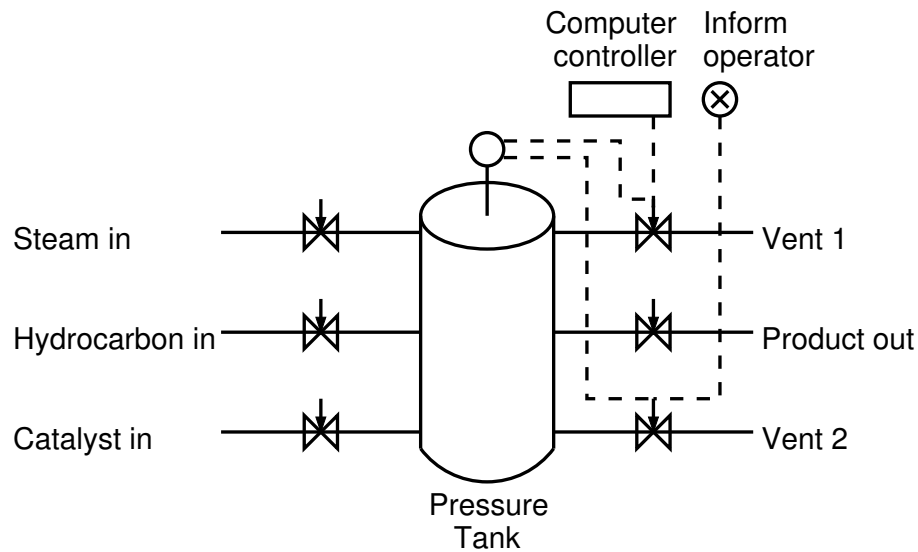 Computer
controller
Inform
operator
Steam in
Vent 1
Hydrocarbon in
Product out
Catalyst in
Vent 2
Pressure
Tank